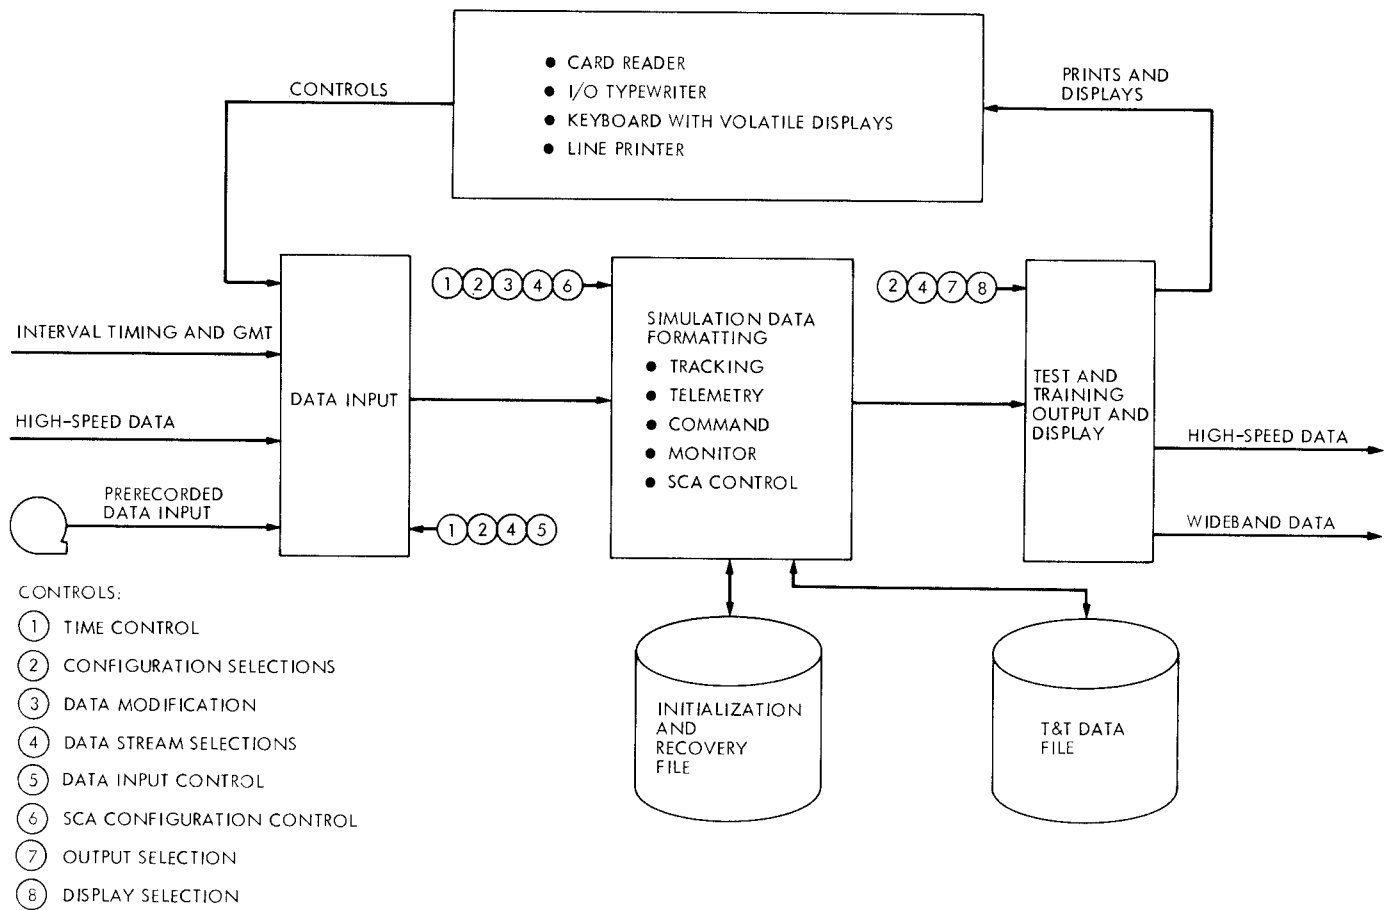 ● CARD READER
● I/O TYPEWRITER
● KEYBOARD WITH VOLATILE DISPLAYS
● LINE PRINTER
CONTROLS
PRINTS AND
DISPLAYS
INTERVAL TIMING AND GMT
HIGH-SPEED DATA
PRERECORDED
DATA INPUT
DATA INPUT
1 2 4 5
1 2 3 4 6
SIMULATION DATA
FORMATTING
● TRACKING
● TELEMETRY
● COMMAND
● MONITOR
● SCA CONTROL
2 4 7 8
TEST AND
TRAINING
OUTPUT AND
DISPLAY
HIGH-SPEED DATA
WIDEBAND DATA
INITIALIZATION
AND
RECOVERY
FILE
T&T DATA
FILE
CONTROLS:
1 TIME CONTROL
2 CONFIGURATION SELECTIONS
3 DATA MODIFICATION
4 DATA STREAM SELECTIONS
5 DATA INPUT CONTROL
6 SCA CONFIGURATION CONTROL
7 OUTPUT SELECTION
8 DISPLAY SELECTION